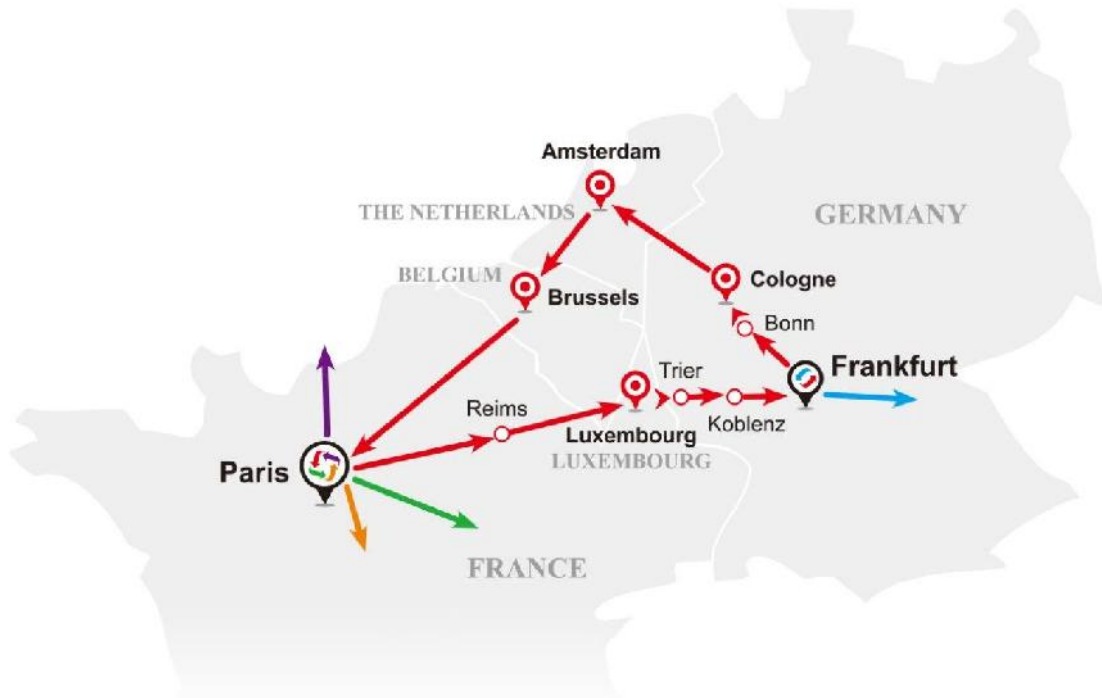 Amsterdam
THE NETHERLANDS
GERMANY
BELGIUM
Cologne
Brussels
Bonn
Trier
Frankfurt
Reims
Koblenz
Luxembourg
LUXEMBOURG
Paris
FRANCE